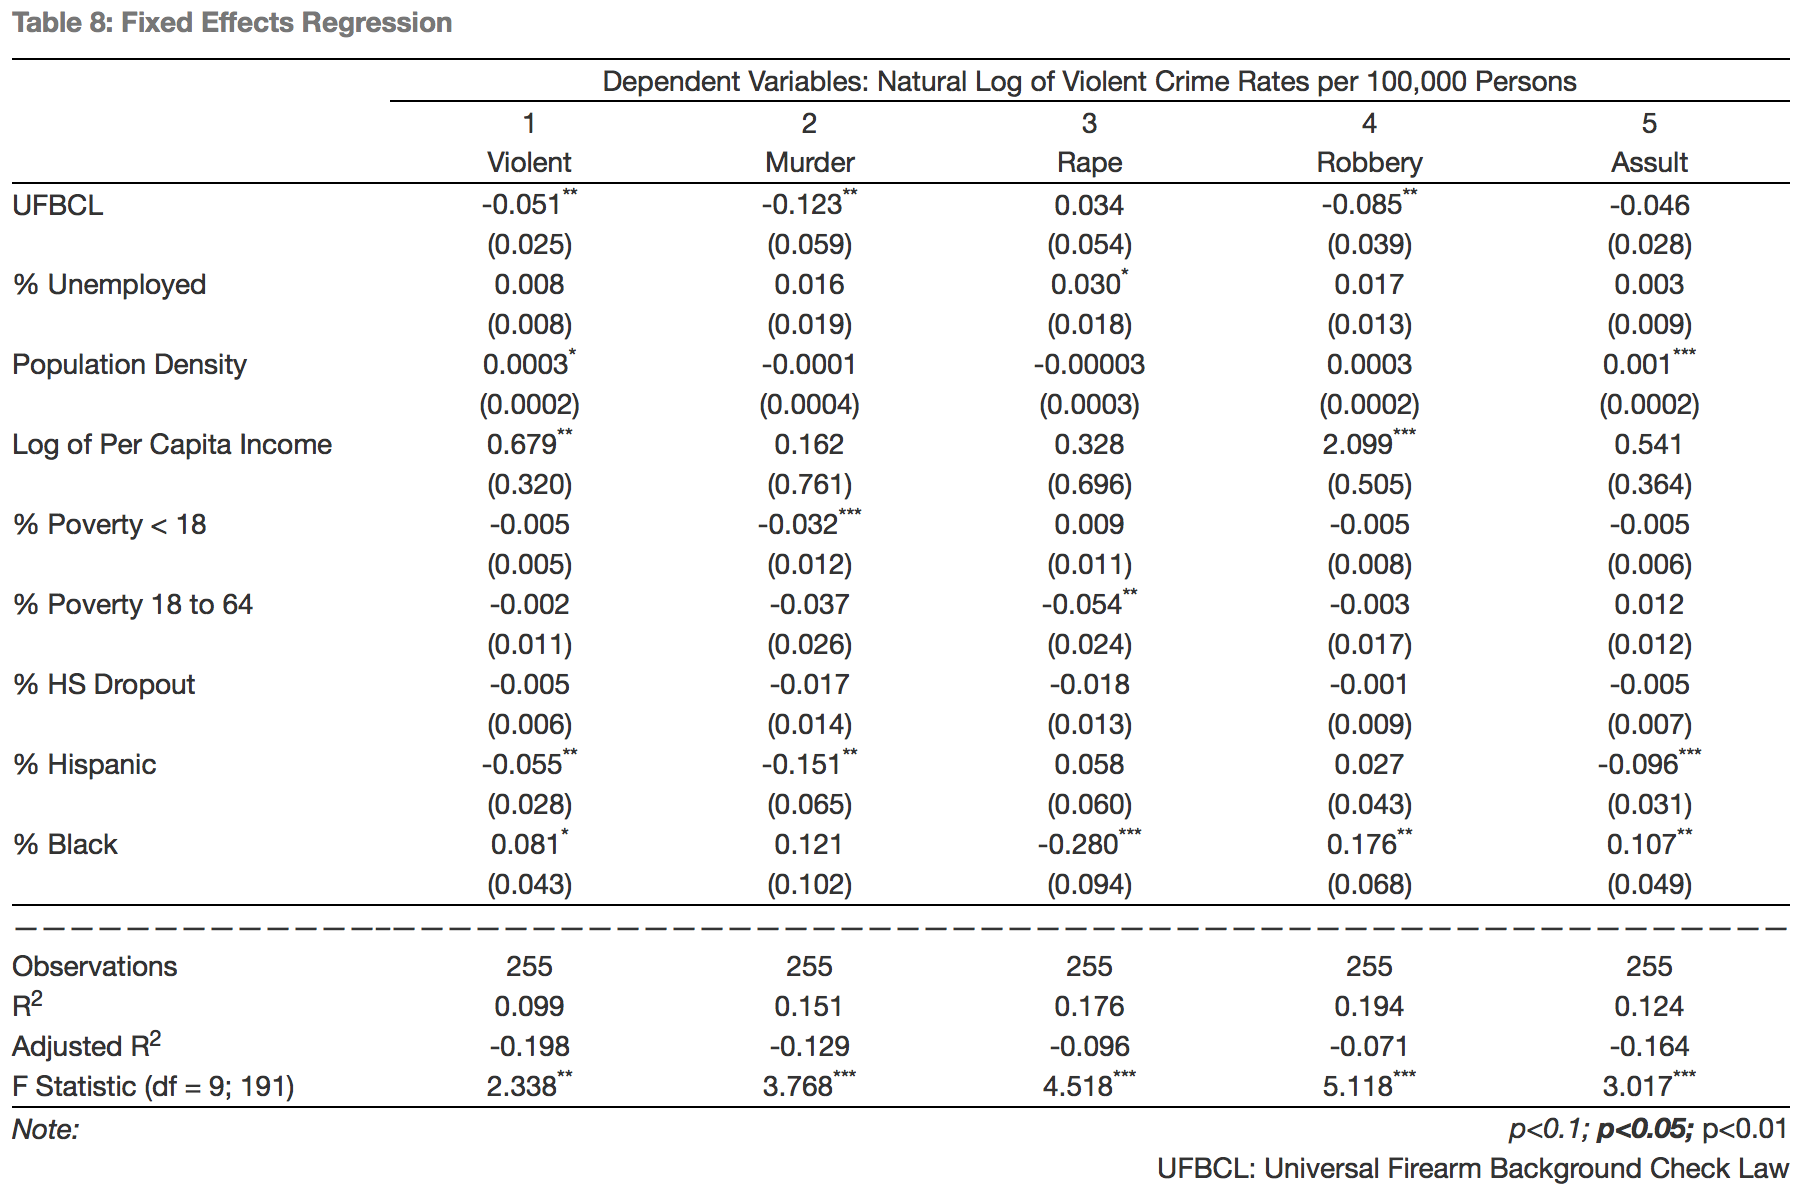 Table 8: Fixed Effects Regression
Dependent Variables: Natural Log of Violent Crime Rates per 100,000 Persons
1 2 3 4 5
Violent Murder Rape Robbery Assult
UFBCL -0.051** -0.123** 0.034 -0.085** -0.046
(0.025) (0.059) (0.054) (0.039) (0.028)
% Unemployed 0.008 0.016 0.030* 0.017 0.003
(0.008) (0.019) (0.018) (0.013) (0.009)
Population Density 0.0003* -0.0001 -0.00003 0.0003 0.001***
(0.0002) (0.0004) (0.0003) (0.0002) (0.0002)
Log of Per Capita Income 0.679** 0.162 0.328 2.099*** 0.541
(0.320) (0.761) (0.696) (0.505) (0.364)
% Poverty < 18 -0.005 -0.032*** 0.009 -0.005 -0.005
(0.005) (0.012) (0.011) (0.008) (0.006)
% Poverty 18 to 64 -0.002 -0.037 -0.054** -0.003 0.012
(0.011) (0.026) (0.024) (0.017) (0.012)
% HS Dropout -0.005 -0.017 -0.018 -0.001 -0.005
(0.006) (0.014) (0.013) (0.009) (0.007)
% Hispanic -0.055** -0.151** 0.058 0.027 -0.096***
(0.028) (0.065) (0.060) (0.043) (0.031)
% Black 0.081* 0.121 -0.280*** 0.176** 0.107**
(0.043) (0.102) (0.094) (0.068) (0.049)
Observations 255 255 255 255 255
R² 0.099 0.151 0.176 0.194 0.124
Adjusted R² -0.198 -0.129 -0.096 -0.071 -0.164
F Statistic (df = 9; 191) 2.338** 3.768*** 4.518*** 5.118*** 3.017***
Note: p<0.1; p<0.05; p<0.01
UFBCL: Universal Firearm Background Check Law